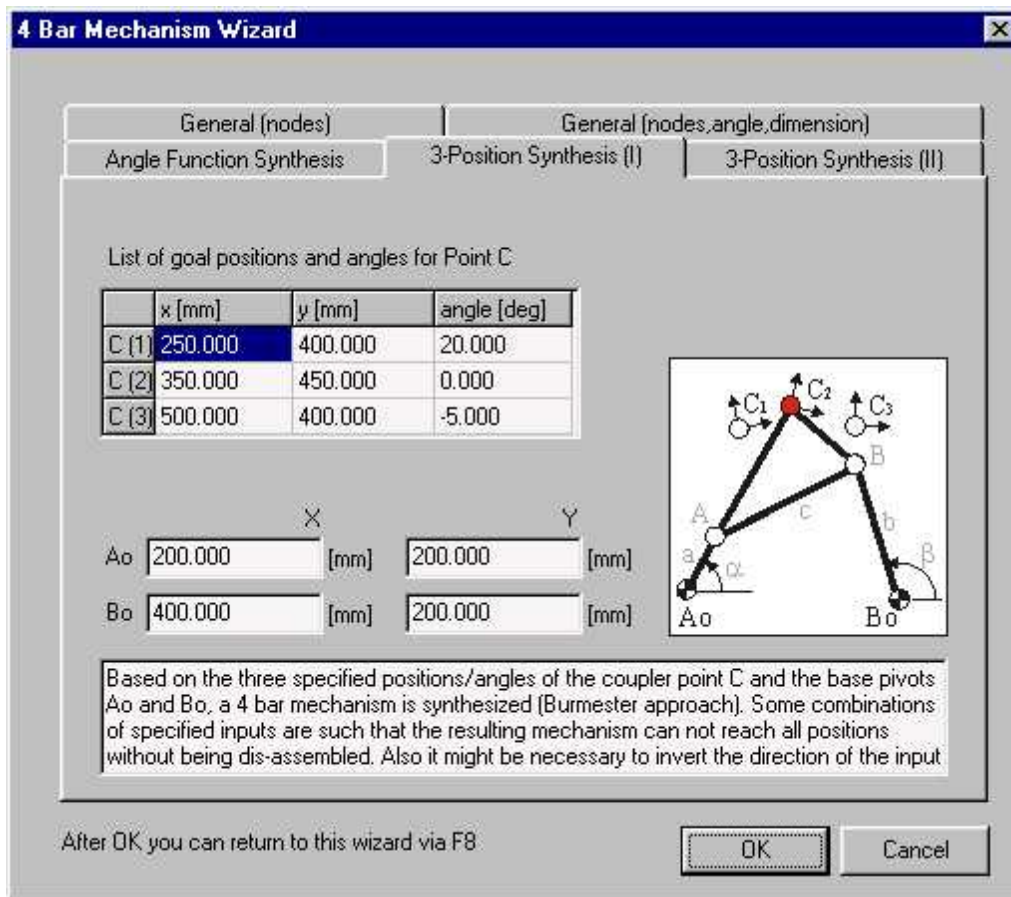 4 Bar Mechanism Wizard
General (nodes)
General (nodes,angle,dimension)
Angle Function Synthesis
3-Position Synthesis (I)
3-Position Synthesis (II)
List of goal positions and angles for Point C
x [mm] y [mm] angle [deg]
C (1) 250.000 400.000 20.000
C (2) 350.000 450.000 0.000
C (3) 500.000 400.000 -5.000
X Y
Ao 200.000 [mm] 200.000 [mm]
Bo 400.000 [mm] 200.000 [mm]
C1 C2 C3
B
A
c
b
a
α
β
Ao Bo
Based on the three specified positions/angles of the coupler point C and the base pivots
Ao and Bo, a 4 bar mechanism is synthesized (Burmester approach). Some combinations
of specified inputs are such that the resulting mechanism can not reach all positions
without being dis-assembled. Also it might be necessary to invert the direction of the input
After OK you can return to this wizard via F8
OK
Cancel